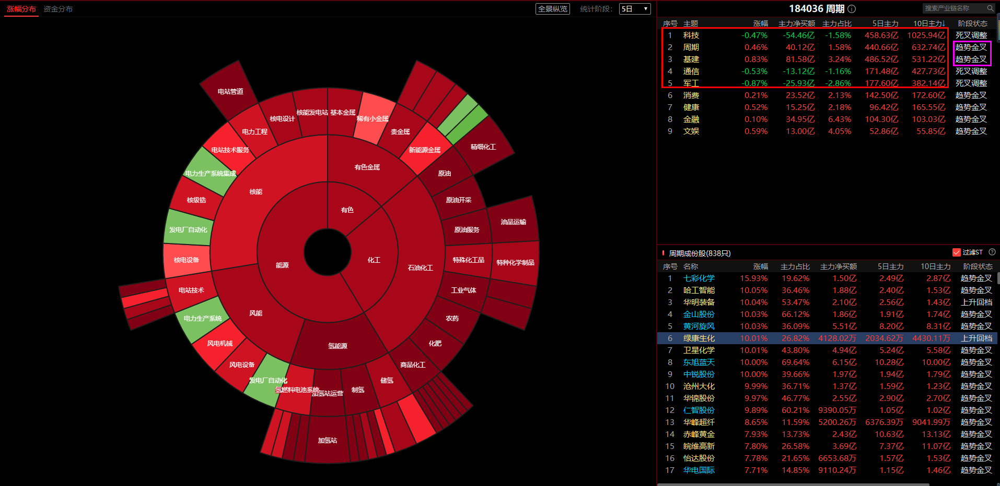 涨幅分布 资金分布 全景纵览 统计阶段： 5日
电站管道
核能发电站
基本金属
核电设计
稀有小金属
电力工程
贵金属
电站技术服务
新能源金属
精细化工
电力生产系统集成
有色金属
原油
核能
核级锆
有色
原油开采
发电厂自动化
原油服务
油品运输
核电设备
能源
化工
石油化工
特殊化工品
特种化学制品
电站技术
工业气体
电力生产系统
风能
农药
风电机械
氢能源
化肥
风电设备
商品化工
发电厂自动化
氢燃料电池系统
加氢站运营
制氢
储氢
加氢站
184036 周期
搜索产业链名称
序号 主题 涨幅 主力净买额 主力占比 5日主力 10日主力↓ 阶段状态
1 科技 -0.47% -54.46亿 -1.58% 458.63亿 1025.94亿 死叉调整
2 周期 0.46% 40.12亿 1.58% 440.66亿 632.74亿 趋势金叉
3 基建 0.83% 81.58亿 3.24% 486.52亿 531.22亿 趋势金叉
4 通信 -0.53% -13.12亿 -1.16% 171.48亿 427.73亿 死叉调整
5 军工 -0.87% -25.93亿 -2.86% 177.60亿 382.14亿 死叉调整
6 消费 0.21% 23.52亿 2.13% 142.50亿 172.60亿 趋势金叉
7 健康 0.52% 15.25亿 2.18% 96.42亿 165.55亿 趋势金叉
8 金融 0.10% 34.95亿 6.43% 104.30亿 103.03亿 趋势金叉
9 文娱 0.59% 13.00亿 4.05% 52.86亿 55.85亿 趋势金叉
周期成份股(838只) 过滤ST
序号 名称 涨幅 主力占比 主力净买额 5日主力 10日主力 阶段状态
1 七彩化学 15.93% 19.62% 1.50亿 2.49亿 2.87亿 趋势金叉
2 哈工智能 10.05% 36.46% 1.88亿 2.40亿 1.53亿 趋势金叉
3 华明装备 10.04% 53.47% 2.10亿 2.56亿 1.43亿 上升回档
4 金山股份 10.03% 66.12% 1.86亿 1.91亿 1.74亿 趋势金叉
5 黄河旋风 10.03% 36.09% 5.51亿 8.20亿 8.31亿 趋势金叉
6 绿康生化 10.01% 26.82% 4128.02万 2034.62万 4430.11万 上升回档
7 卫星化学 10.01% 43.80% 4.94亿 5.24亿 5.58亿 趋势金叉
8 东旭蓝天 10.00% 69.64% 6.15亿 10.28亿 10.00亿 趋势金叉
9 中锐股份 10.00% 39.66% 1.97亿 1.94亿 1.79亿 趋势金叉
10 沧州大化 9.99% 36.71% 1.37亿 1.59亿 1.23亿 趋势金叉
11 华锦股份 9.97% 46.77% 2.55亿 2.90亿 2.70亿 趋势金叉
12 仁智股份 9.89% 60.21% 9390.05万 1.05亿 1.02亿 趋势金叉
13 华峰超纤 8.65% 11.59% 5200.26万 6376.39万 9041.99万 趋势金叉
14 赤峰黄金 7.93% 13.73% 2.43亿 10.63亿 13.13亿 趋势金叉
15 皖维高新 7.80% 26.58% 3.69亿 7.37亿 11.07亿 趋势金叉
16 怡达股份 7.78% 21.65% 6653.68万 1.57亿 1.53亿 趋势金叉
17 华电国际 7.71% 14.85% 9110.24万 1.15亿 1.46亿 趋势金叉